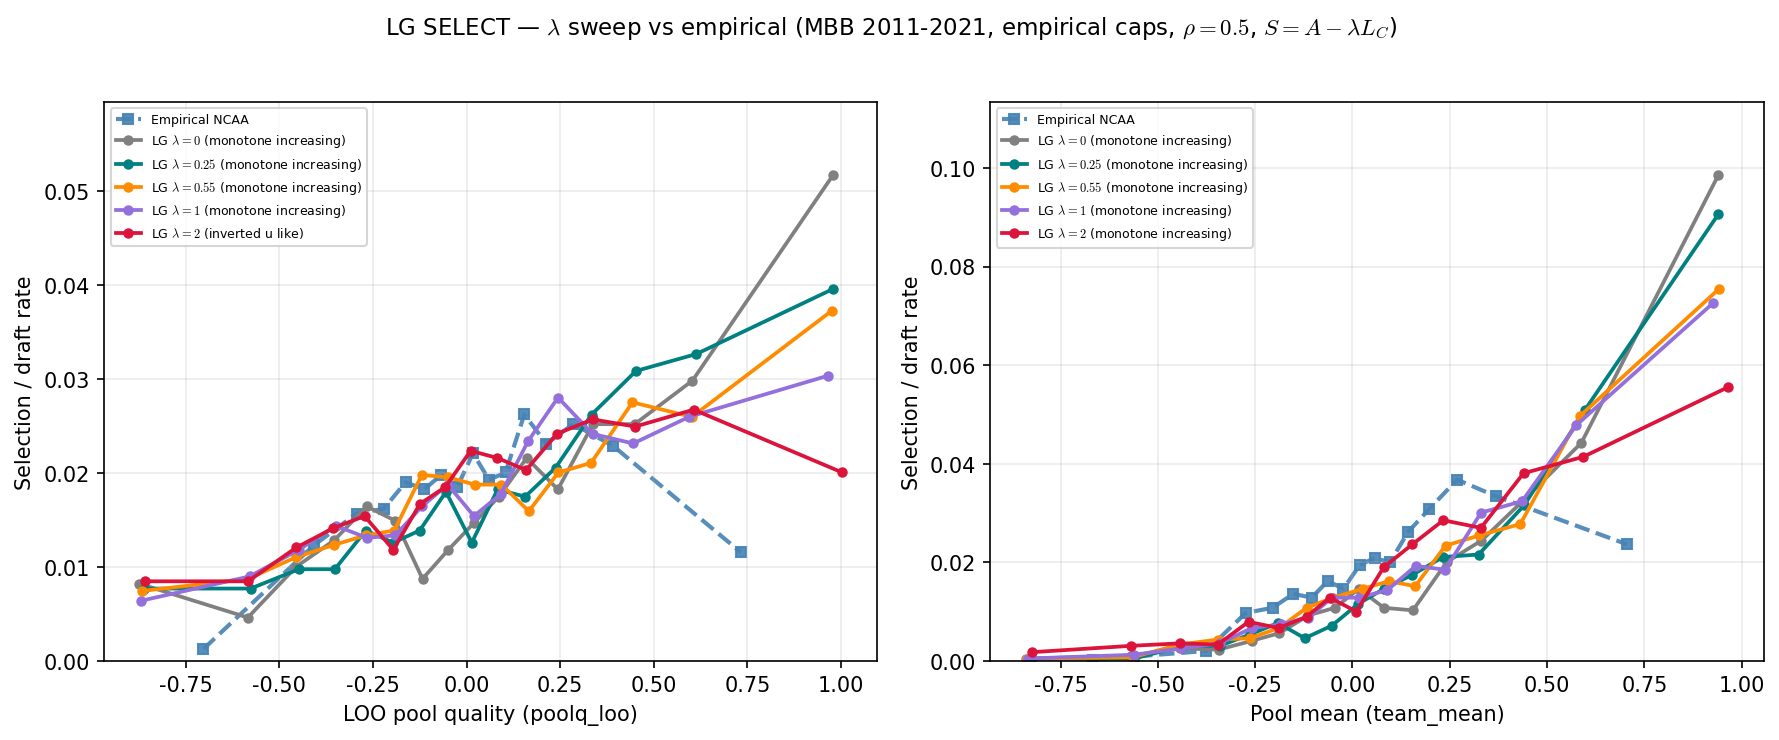 LG SELECT — λ sweep vs empirical (MBB 2011-2021, empirical caps, ρ = 0.5, S = A − λL_C)
Empirical NCAA
LG λ = 0 (monotone increasing)
LG λ = 0.25 (monotone increasing)
LG λ = 0.55 (monotone increasing)
LG λ = 1 (monotone increasing)
LG λ = 2 (inverted u like)
Selection / draft rate
0.05
0.04
0.03
0.02
0.01
0.00
-0.75 -0.50 -0.25 0.00 0.25 0.50 0.75 1.00
LOO pool quality (poolq_loo)
Empirical NCAA
LG λ = 0 (monotone increasing)
LG λ = 0.25 (monotone increasing)
LG λ = 0.55 (monotone increasing)
LG λ = 1 (monotone increasing)
LG λ = 2 (monotone increasing)
Selection / draft rate
0.10
0.08
0.06
0.04
0.02
0.00
-0.75 -0.50 -0.25 0.00 0.25 0.50 0.75 1.00
Pool mean (team_mean)